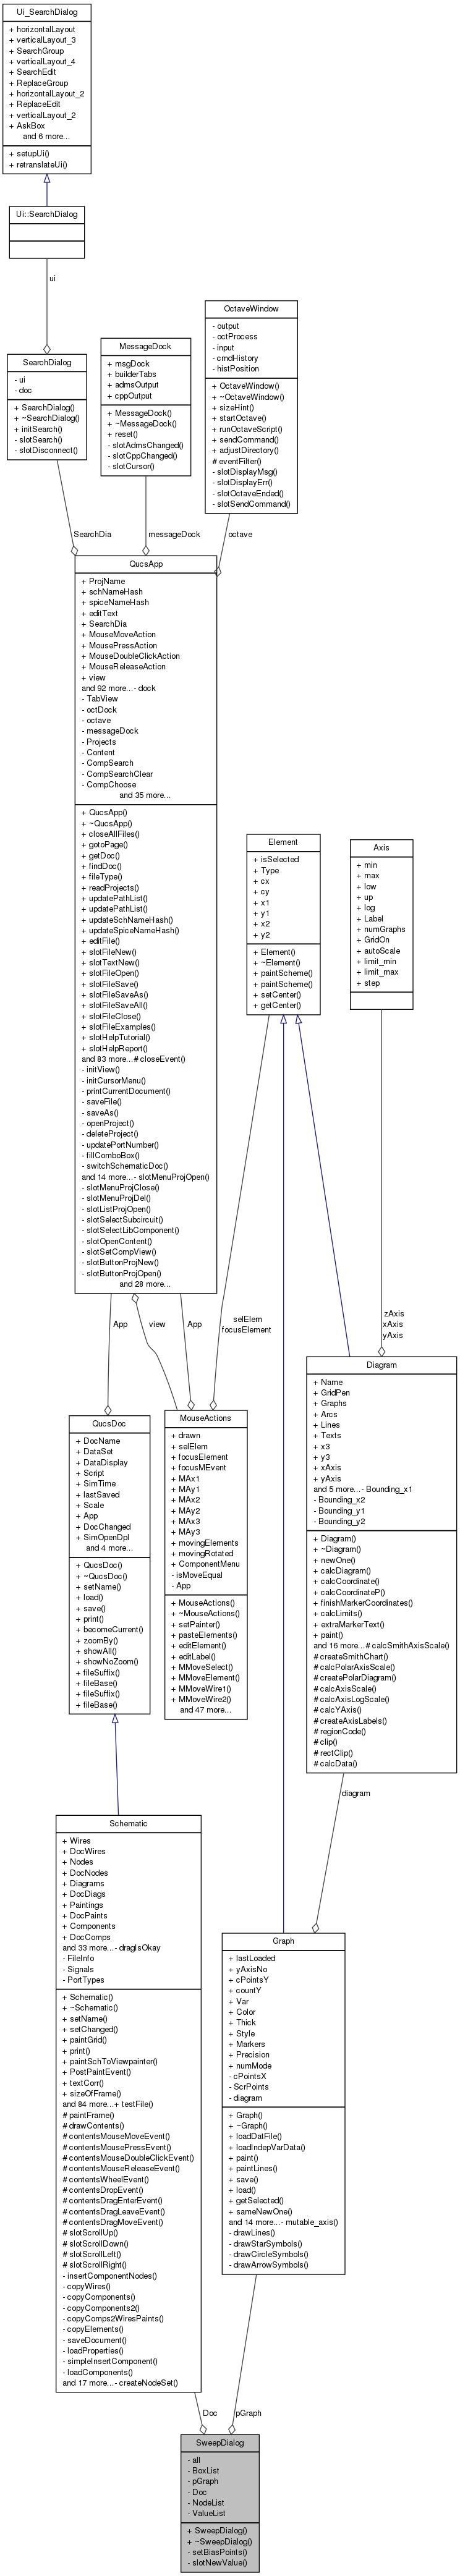 Ui_SearchDialog
+ horizontalLayout
+ verticalLayout_3
+ SearchGroup
+ verticalLayout_4
+ SearchEdit
+ ReplaceGroup
+ horizontalLayout_2
+ ReplaceEdit
+ verticalLayout_2
+ AskBox
and 6 more...
+ setupUi()
+ retranslateUi()
Ui::SearchDialog
ui
SearchDialog
- ui
- doc
+ SearchDialog()
+ ~SearchDialog()
+ initSearch()
- slotSearch()
- slotDisconnect()
MessageDock
+ msgDock
+ builderTabs
+ admsOutput
+ cppOutput
+ MessageDock()
+ ~MessageDock()
+ reset()
- slotAdmsChanged()
- slotCppChanged()
- slotCursor()
OctaveWindow
- output
- octProcess
- input
- cmdHistory
- histPosition
+ OctaveWindow()
+ ~OctaveWindow()
+ sizeHint()
+ startOctave()
+ runOctaveScript()
+ sendCommand()
+ adjustDirectory()
# eventFilter()
- slotDisplayMsg()
- slotDisplayErr()
- slotOctaveEnded()
- slotSendCommand()
SearchDia
messageDock
octave
QucsApp
+ ProjName
+ schNameHash
+ spiceNameHash
+ editText
+ SearchDia
+ MouseMoveAction
+ MousePressAction
+ MouseDoubleClickAction
+ MouseReleaseAction
+ view
and 92 more...- dock
- TabView
- octDock
- octave
- messageDock
- Projects
- Content
- CompSearch
- CompSearchClear
- CompChoose
and 35 more...
+ QucsApp()
+ ~QucsApp()
+ closeAllFiles()
+ gotoPage()
+ getDoc()
+ findDoc()
+ fileType()
+ readProjects()
+ updatePathList()
+ updatePathList()
+ updateSchNameHash()
+ updateSpiceNameHash()
+ editFile()
+ slotFileNew()
+ slotTextNew()
+ slotFileOpen()
+ slotFileSave()
+ slotFileSaveAs()
+ slotFileSaveAll()
+ slotFileClose()
+ slotFileExamples()
+ slotHelpTutorial()
+ slotHelpReport()
and 83 more...# closeEvent()
- initView()
- initCursorMenu()
- printCurrentDocument()
- saveFile()
- saveAs()
- openProject()
- deleteProject()
- updatePortNumber()
- fillComboBox()
- switchSchematicDoc()
and 14 more...- slotMenuProjOpen()
- slotMenuProjClose()
- slotMenuProjDel()
- slotListProjOpen()
- slotSelectSubcircuit()
- slotSelectLibComponent()
- slotOpenContent()
- slotSetCompView()
- slotButtonProjNew()
- slotButtonProjOpen()
and 28 more...
Element
+ isSelected
+ Type
+ cx
+ cy
+ x1
+ y1
+ x2
+ y2
+ Element()
+ ~Element()
+ paintScheme()
+ paintScheme()
+ setCenter()
+ getCenter()
Axis
+ min
+ max
+ low
+ up
+ log
+ Label
+ numGraphs
+ GridOn
+ autoScale
+ limit_min
+ limit_max
+ step
App
view
App
selElem
focusElement
zAxis
xAxis
yAxis
QucsDoc
+ DocName
+ DataSet
+ DataDisplay
+ Script
+ SimTime
+ lastSaved
+ Scale
+ App
+ DocChanged
+ SimOpenDpl
and 4 more...
+ QucsDoc()
+ ~QucsDoc()
+ setName()
+ load()
+ save()
+ print()
+ becomeCurrent()
+ zoomBy()
+ showAll()
+ showNoZoom()
+ fileSuffix()
+ fileBase()
+ fileSuffix()
+ fileBase()
MouseActions
+ drawn
+ selElem
+ focusElement
+ focusMEvent
+ MAx1
+ MAy1
+ MAx2
+ MAy2
+ MAx3
+ MAy3
+ movingElements
+ movingRotated
+ ComponentMenu
- isMoveEqual
- App
+ MouseActions()
+ ~MouseActions()
+ setPainter()
+ pasteElements()
+ editElement()
+ editLabel()
+ MMoveSelect()
+ MMoveElement()
+ MMoveWire1()
+ MMoveWire2()
and 47 more...
Diagram
+ Name
+ GridPen
+ Graphs
+ Arcs
+ Lines
+ Texts
+ x3
+ y3
+ xAxis
+ yAxis
and 5 more...- Bounding_x1
- Bounding_x2
- Bounding_y1
- Bounding_y2
+ Diagram()
+ ~Diagram()
+ newOne()
+ calcDiagram()
+ calcCoordinate()
+ calcCoordinateP()
+ finishMarkerCoordinates()
+ calcLimits()
+ extraMarkerText()
+ paint()
and 16 more...# calcSmithAxisScale()
# createSmithChart()
# calcPolarAxisScale()
# createPolarDiagram()
# calcAxisScale()
# calcAxisLogScale()
# calcYAxis()
# createAxisLabels()
# regionCode()
# clip()
# rectClip()
# calcData()
diagram
Schematic
+ Wires
+ DocWires
+ Nodes
+ DocNodes
+ Diagrams
+ DocDiags
+ Paintings
+ DocPaints
+ Components
+ DocComps
and 33 more...- dragIsOkay
- FileInfo
- Signals
- PortTypes
+ Schematic()
+ ~Schematic()
+ setName()
+ setChanged()
+ paintGrid()
+ print()
+ paintSchToViewpainter()
+ PostPaintEvent()
+ textCorr()
+ sizeOfFrame()
and 84 more...+ testFile()
# paintFrame()
# drawContents()
# contentsMouseMoveEvent()
# contentsMousePressEvent()
# contentsMouseDoubleClickEvent()
# contentsMouseReleaseEvent()
# contentsWheelEvent()
# contentsDropEvent()
# contentsDragEnterEvent()
# contentsDragLeaveEvent()
# contentsDragMoveEvent()
# slotScrollUp()
# slotScrollDown()
# slotScrollLeft()
# slotScrollRight()
- insertComponentNodes()
- copyWires()
- copyComponents()
- copyComponents2()
- copyComps2WiresPaints()
- copyElements()
- saveDocument()
- loadProperties()
- simpleInsertComponent()
- loadComponents()
and 17 more...- createNodeSet()
Graph
+ lastLoaded
+ yAxisNo
+ cPointsY
+ countY
+ Var
+ Color
+ Thick
+ Style
+ Markers
+ Precision
+ numMode
- cPointsX
- ScrPoints
- diagram
+ Graph()
+ ~Graph()
+ loadDatFile()
+ loadIndepVarData()
+ paint()
+ paintLines()
+ save()
+ load()
+ getSelected()
+ sameNewOne()
and 14 more...- mutable_axis()
- drawLines()
- drawStarSymbols()
- drawCircleSymbols()
- drawArrowSymbols()
Doc
pGraph
SweepDialog
- all
- BoxList
- pGraph
- Doc
- NodeList
- ValueList
+ SweepDialog()
+ ~SweepDialog()
- setBiasPoints()
- slotNewValue()